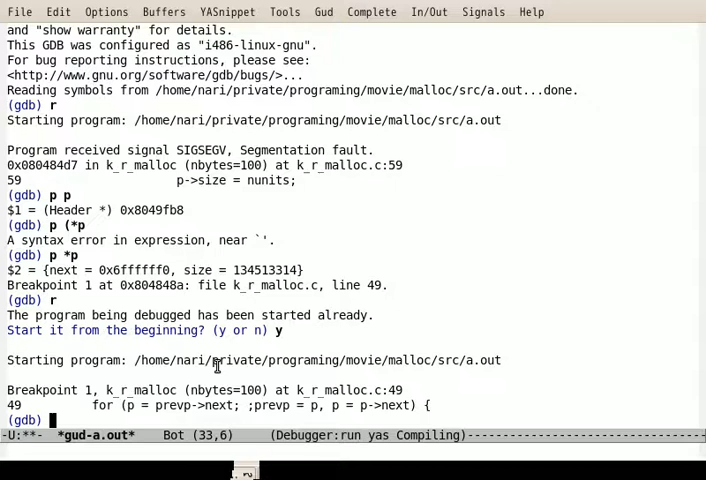 File Edit Options Buffers YASnippet Tools Gud Complete In/Out Signals Help
and "show warranty" for details.
This GDB was configured as "i486-linux-gnu".
For bug reporting instructions, please see:
<http://www.gnu.org/software/gdb/bugs/>...
Reading symbols from /home/nari/private/programing/movie/malloc/src/a.out...done.
(gdb) r
Starting program: /home/nari/private/programing/movie/malloc/src/a.out

Program received signal SIGSEGV, Segmentation fault.
0x080484d7 in k_r_malloc (nbytes=100) at k_r_malloc.c:59
59                     p->size = nunits;
(gdb) p p
$1 = (Header *) 0x8049fb8
(gdb) p (*p
A syntax error in expression, near `'.
(gdb) p *p
$2 = {next = 0x6ffffff0, size = 134513314}
Breakpoint 1 at 0x804848a: file k_r_malloc.c, line 49.
(gdb) r
The program being debugged has been started already.
Start it from the beginning? (y or n) y

Starting program: /home/nari/private/programing/movie/malloc/src/a.out

Breakpoint 1, k_r_malloc (nbytes=100) at k_r_malloc.c:49
49          for (p = prevp->next; ;prevp = p, p = p->next) {
(gdb)
-U:**-  *gud-a.out*    Bot (33,6)     (Debugger:run yas Compiling)-----------------------------------